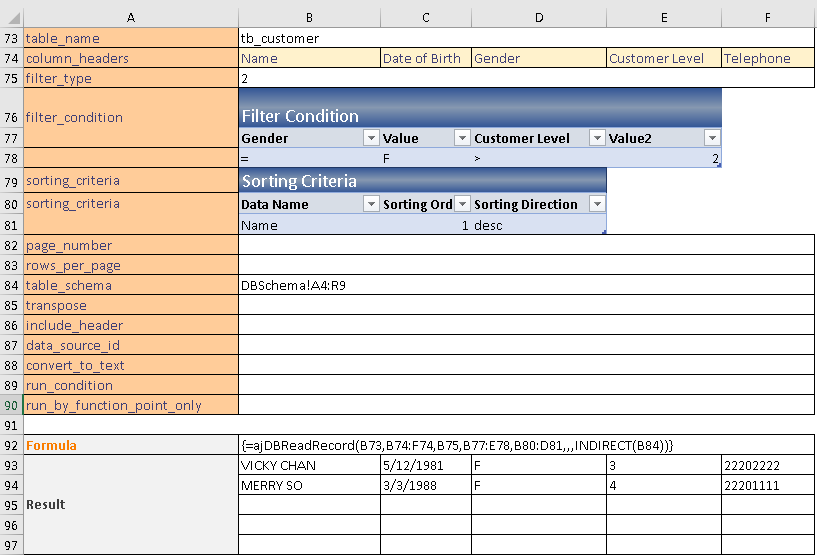 A B C D E F
73 table_name tb_customer
74 column_headers Name Date of Birth Gender Customer Level Telephone
75 filter_type 2
76 filter_condition Filter Condition
77 Gender Value Customer Level Value2
78 = F > 2
79 sorting_criteria Sorting Criteria
80 sorting_criteria Data Name Sorting Ord Sorting Direction
81 Name 1 desc
82 page_number
83 rows_per_page
84 table_schema DBSchema!A4:R9
85 transpose
86 include_header
87 data_source_id
88 convert_to_text
89 run_condition
90 run_by_function_point_only
91
92 Formula {=ajDBReadRecord(B73,B74:F74,B75,B77:E78,B80:D81,,,INDIRECT(B84))}
93 VICKY CHAN 5/12/1981 F 3 22202222
94 MERRY SO 3/3/1988 F 4 22201111
95 Result
96
97